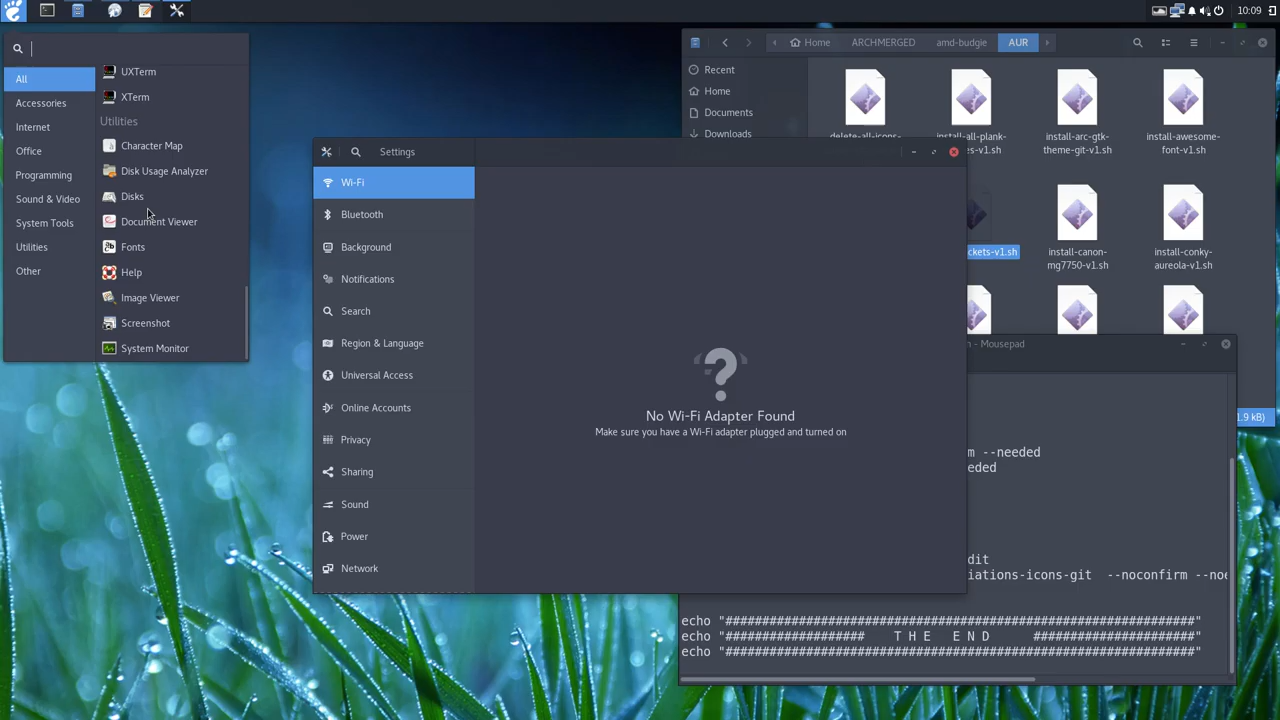 10:09
All
Accessories
Internet
Office
Programming
Sound & Video
System Tools
Utilities
Other
UXTerm
XTerm
Utilities
Character Map
Disk Usage Analyzer
Disks
Document Viewer
Fonts
Help
Image Viewer
Screenshot
System Monitor
Settings
Wi-Fi
Bluetooth
Background
Notifications
Search
Region & Language
Universal Access
Online Accounts
Privacy
Sharing
Sound
Power
Network
No Wi-Fi Adapter Found
Make sure you have a Wi-Fi adapter plugged and turned on
Home
ARCHMERGED
amd-budgie
AUR
Recent
Home
Documents
Downloads
delete-all-icons-
install-all-plank-
install-arc-gtk-
theme-git-v1.sh
install-awesome-
font-v1.sh
ckets-v1.sh
install-canon-
mg7750-v1.sh
install-conky-
aureola-v1.sh
1.9 kB)
- Mousepad
--needed
eeded
dit
iations-icons-git  --noconfirm --nee
echo "##################################################"
echo "###################    T H E   E N D      ######################"
echo "##################################################"